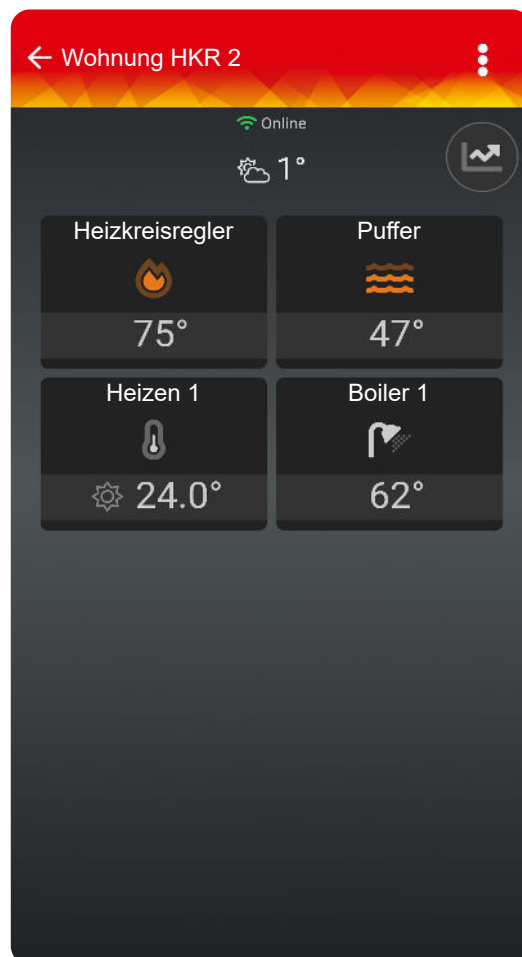 Wohnung HKR 2
Online
1°
Heizkreisregler
Puffer
75°
47°
Heizen 1
Boiler 1
24.0°
62°